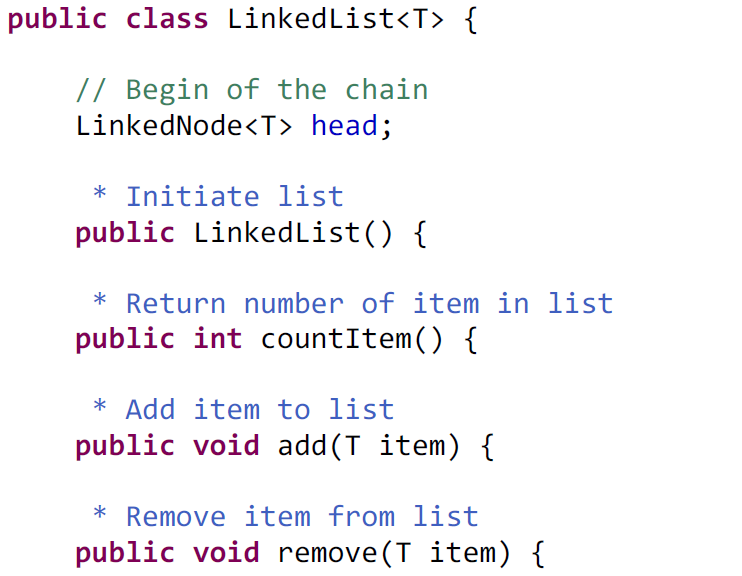 public class LinkedList<T> {
// Begin of the chain
LinkedNode<T> head;
* Initiate list
public LinkedList() {
* Return number of item in list
public int countItem() {
* Add item to list
public void add(T item) {
* Remove item from list
public void remove(T item) {